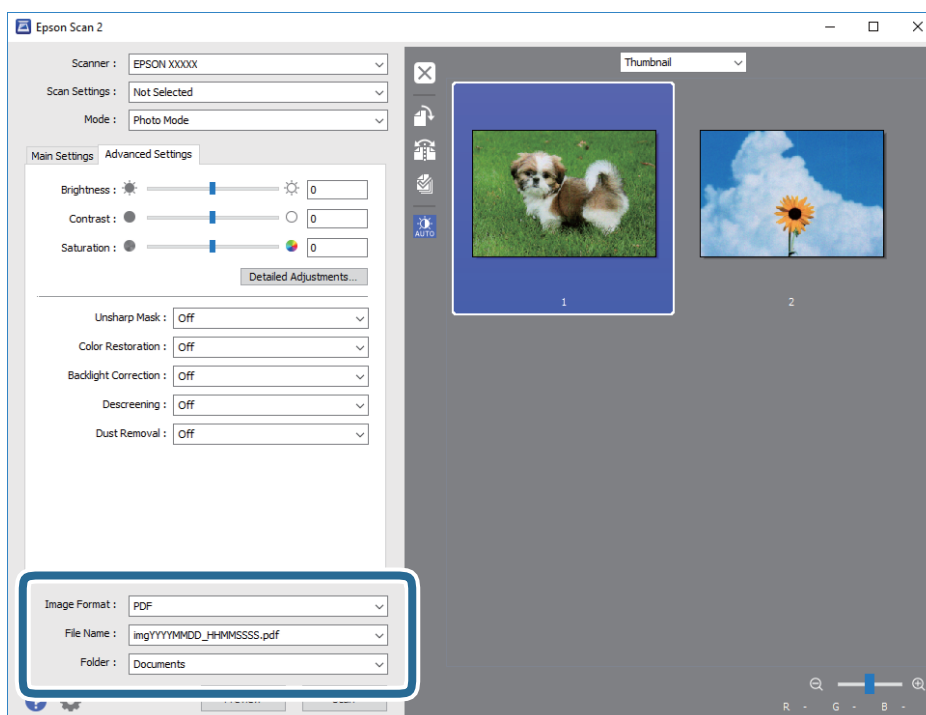 Epson Scan 2
Scanner : EPSON XXXXX
Scan Settings : Not Selected
Mode : Photo Mode
Main Settings Advanced Settings
Brightness : 0
Contrast : 0
Saturation : 0
Detailed Adjustments...
Unsharp Mask : Off
Color Restoration : Off
Backlight Correction : Off
Descreening : Off
Dust Removal : Off
Image Format : PDF
File Name : imgYYYYMMDD_HHMMSSSS.pdf
Folder : Documents
Thumbnail
AUTO
1
2
R - G - B -